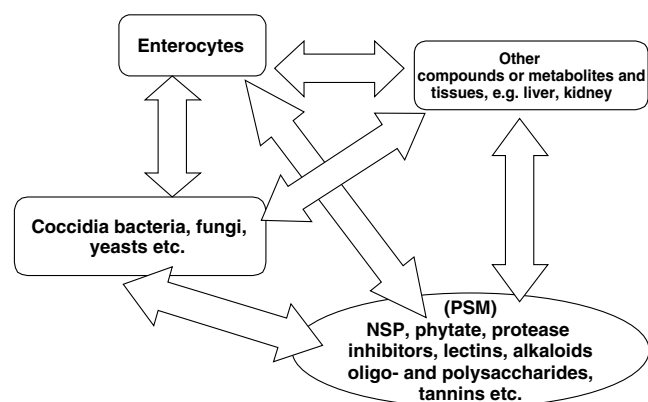 Enterocytes
Other
compounds or metabolites and
tissues, e.g. liver, kidney
Coccidia bacteria, fungi,
yeasts etc.
(PSM)
NSP, phytate, protease
inhibitors, lectins, alkaloids
oligo- and polysaccharides,
tannins etc.